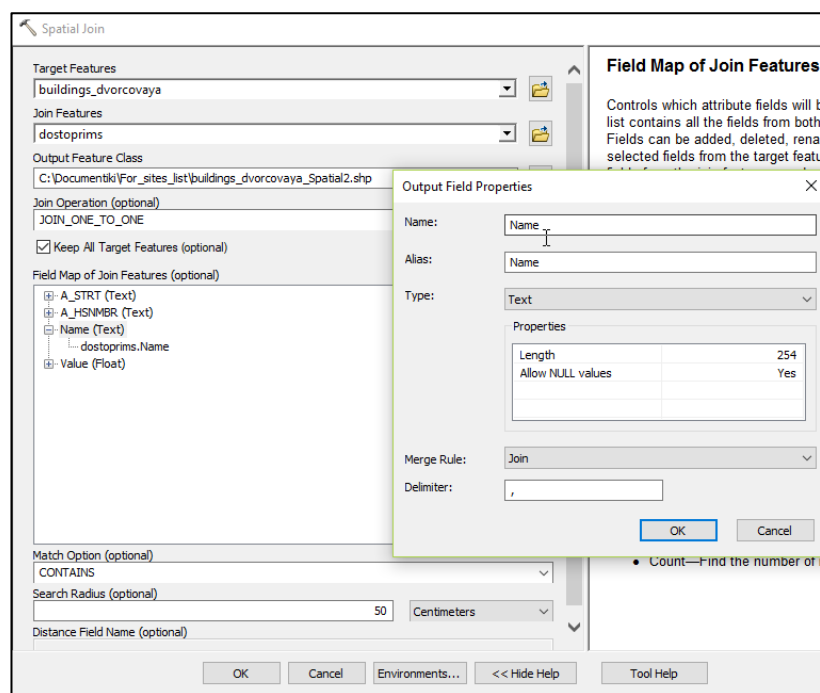 Spatial Join
Target Features
buildings_dvorcovaya
Join Features
dostoprims
Output Feature Class
C:\Documentiki\For_sites_list\buildings_dvorcovaya_Spatial2.shp
Join Operation (optional)
JOIN_ONE_TO_ONE
Keep All Target Features (optional)
Field Map of Join Features (optional)
A_STRT (Text)
A_HSNMBR (Text)
Name (Text)
dostoprims.Name
Value (Float)
Match Option (optional)
CONTAINS
Search Radius (optional)
50 Centimeters
Distance Field Name (optional)
OK Cancel Environments... << Hide Help Tool Help
Field Map of Join Features
Controls which attribute fields will
list contains all the fields from both
Fields can be added, deleted, rena
selected fields from the target featu
Output Field Properties
Name: Name
Alias: Name
Type: Text
Properties
Length 254
Allow NULL values Yes
Merge Rule: Join
Delimiter: ,
OK Cancel
• Count—Find the number of